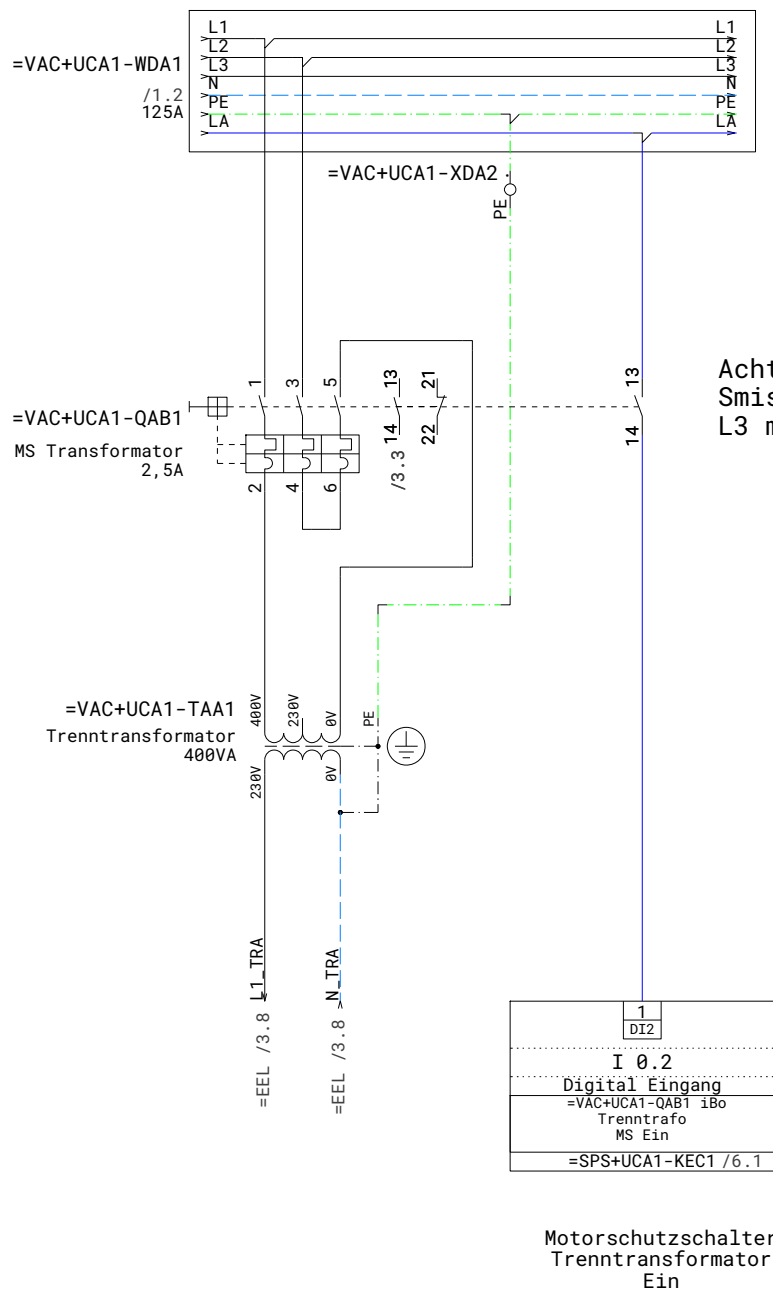 L1 L1
L2 L2
=VAC+UCA1-WDA1 L3 L3
N N
/1.2
PE PE
125A
LA LA
=VAC+UCA1-XDA2
PE
1 3 5 13 21 13
=VAC+UCA1-QAB1
14 22 14
MS Transformator
2,5A
/3.3
2 4 6
L3
=VAC+UCA1-TAA1
400V 230V 0V PE
Trenntransformator
400VA
230V 0V
L1_TRA N_TRA
=EEL /3.8 =EEL /3.8
1
DI2
I 0.2
Digital Eingang
=VAC+UCA1-QAB1 iBo
Trenntrafo
MS Ein
=SPS+UCA1-KEC1 /6.1
Motorschutzschalter
Trenntransformator
Ein